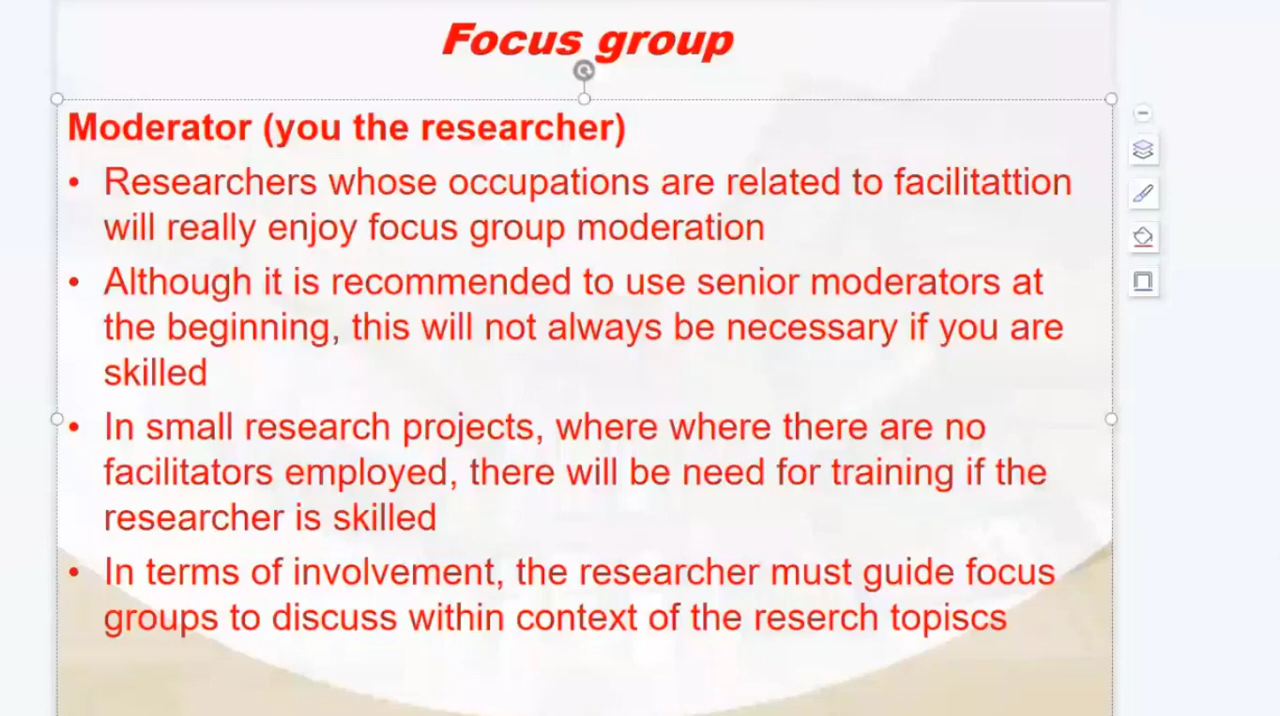 Focus group
Moderator (you the researcher)
• Researchers whose occupations are related to facilitattion
will really enjoy focus group moderation
• Although it is recommended to use senior moderators at
the beginning, this will not always be necessary if you are
skilled
• In small research projects, where where there are no
facilitators employed, there will be need for training if the
researcher is skilled
• In terms of involvement, the researcher must guide focus
groups to discuss within context of the reserch topiscs